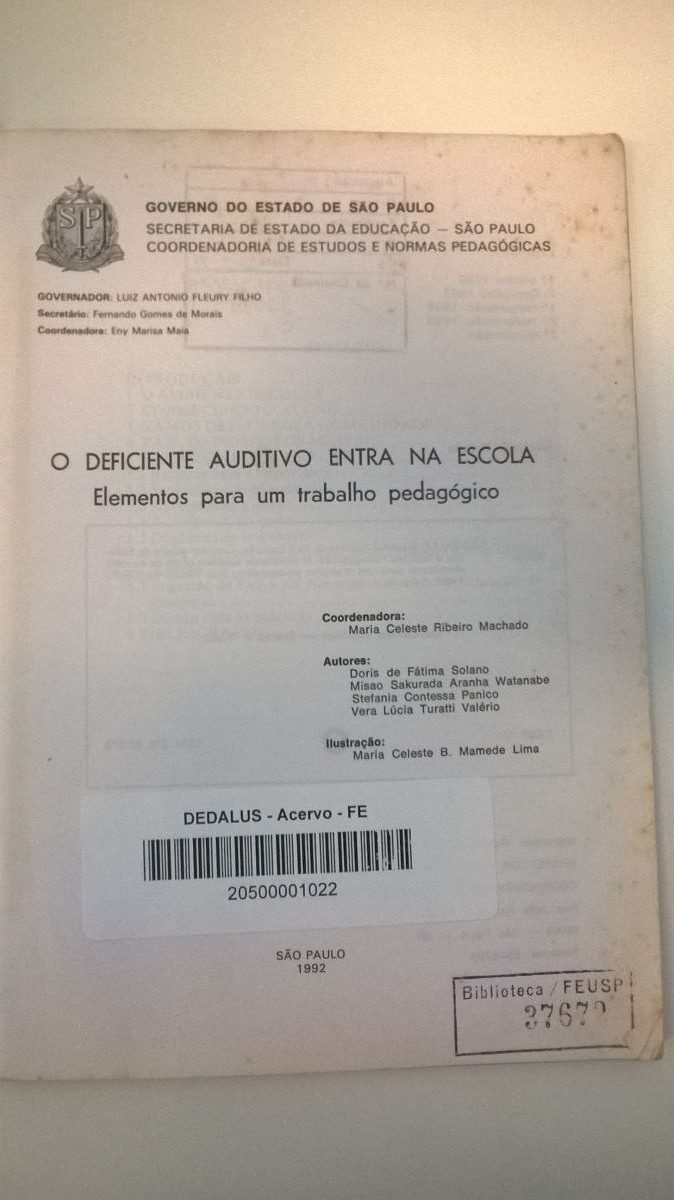 SP
GOVERNO DO ESTADO DE SÃO PAULO
SECRETARIA DE ESTADO DA EDUCAÇÃO — SÃO PAULO
COORDENADORIA DE ESTUDOS E NORMAS PEDAGÓGICAS
GOVERNADOR: LUIZ ANTONIO FLEURY FILHO
Secretário: Fernando Gomes de Morais
Coordenadora: Eny Marisa Maia
O DEFICIENTE AUDITIVO ENTRA NA ESCOLA
Elementos para um trabalho pedagógico
Coordenadora:
Maria Celeste Ribeiro Machado
Autores:
Doris de Fátima Solano
Misao Sakurada Aranha Watanabe
Stefania Contessa Panico
Vera Lúcia Turatti Valério
Ilustração:
Maria Celeste B. Mamede Lima
DEDALUS - Acervo - FE
20500001022
SÃO PAULO
1992
Biblioteca / FEUSP